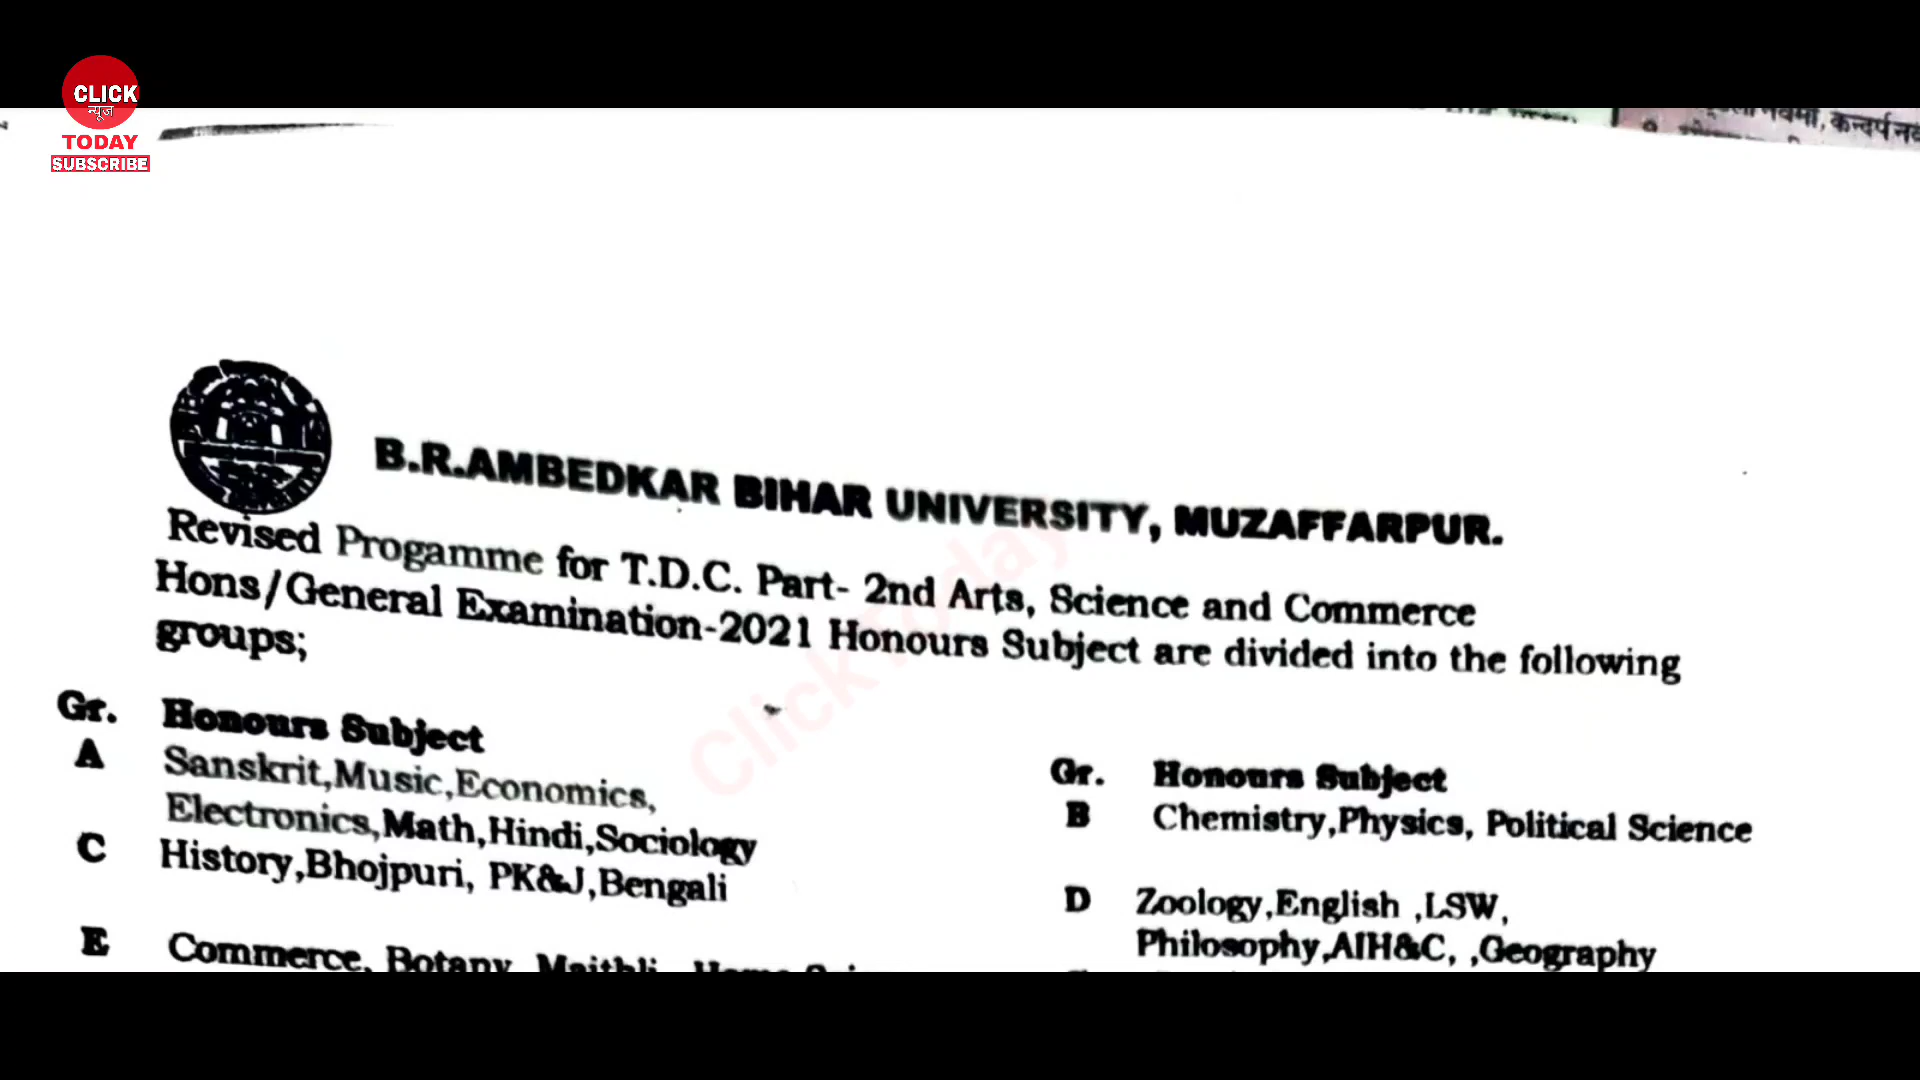 CLICK
न्यूज
TODAY
SUBSCRIBE
B.R.AMBEDKAR BIHAR UNIVERSITY, MUZAFFARPUR.
Revised Progamme for T.D.C. Part- 2nd Arts, Science and Commerce
Hons/General Examination-2021 Honours Subject are divided into the following
groups;
Gr. Honours Subject
A Sanskrit,Music,Economics,
Electronics,Math,Hindi,Sociology
C History,Bhojpuri, PK&J,Bengali
E Commerce, Botany, Maithli,
Gr. Honours Subject
B Chemistry,Physics, Political Science
D Zoology,English ,LSW,
Philosophy,AIH&C, ,Geography
Click Today